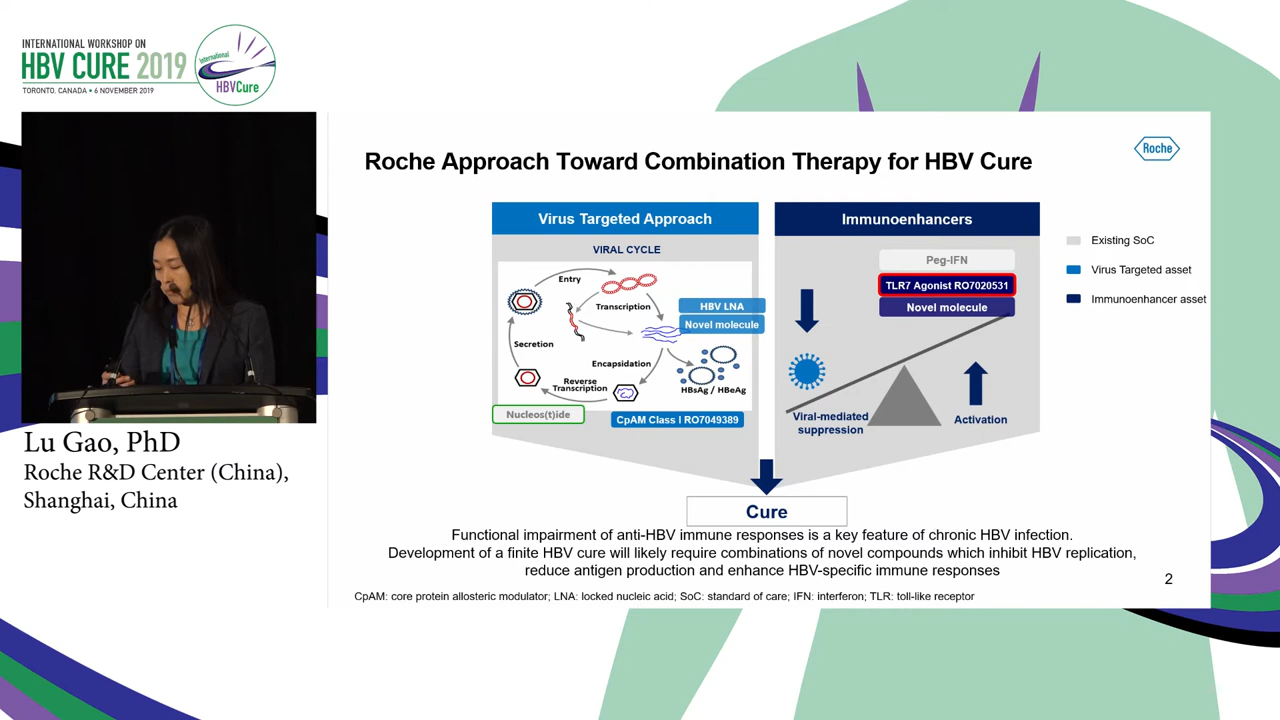 INTERNATIONAL WORKSHOP ON
HBV CURE 2019
TORONTO, CANADA • 6 NOVEMBER 2019
International
HBVCure
Lu Gao, PhD
Roche R&D Center (China),
Shanghai, China
Roche Approach Toward Combination Therapy for HBV Cure
Roche
Virus Targeted Approach
VIRAL CYCLE
Entry
Transcription
HBV LNA
Novel molecule
Secretion
Encapsidation
Reverse
Transcription
HBsAg / HBeAg
Nucleos(t)ide
CpAM Class I RO7049389
Immunoenhancers
Peg-IFN
TLR7 Agonist RO7020531
Novel molecule
Viral-mediated
suppression
Activation
Existing SoC
Virus Targeted asset
Immunoenhancer asset
Cure
Functional impairment of anti-HBV immune responses is a key feature of chronic HBV infection.
Development of a finite HBV cure will likely require combinations of novel compounds which inhibit HBV replication,
reduce antigen production and enhance HBV-specific immune responses
2
CpAM: core protein allosteric modulator; LNA: locked nucleic acid; SoC: standard of care; IFN: interferon; TLR: toll-like receptor